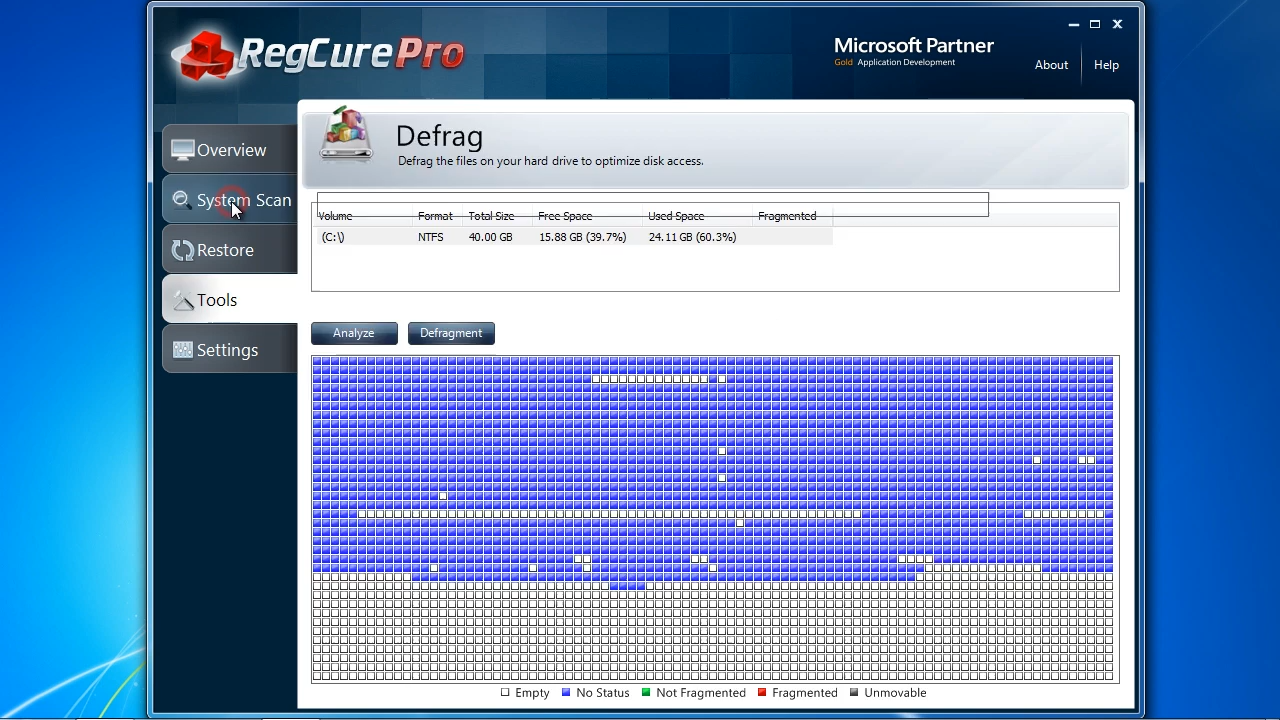 RegCure Pro
Microsoft Partner
Gold Application Development
About
Help
Overview
System Scan
Restore
Tools
Settings
Defrag
Defrag the files on your hard drive to optimize disk access.
Volume Format Total Size Free Space Used Space Fragmented
(C:\) NTFS 40.00 GB 15.88 GB (39.7%) 24.11 GB (60.3%)
Analyze Defragment
Empty No Status Not Fragmented Fragmented Unmovable